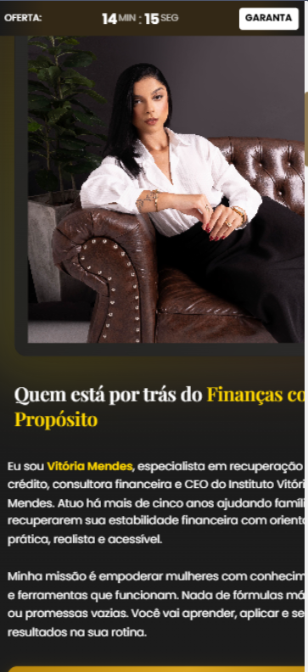 OFERTA: 14 MIN : 15 SEG GARANTA
Quem está por trás do Finanças co
Propósito
Eu sou Vitória Mendes, especialista em recuperação
crédito, consultora financeira e CEO do Instituto Vitóri
Mendes. Atuo há mais de cinco anos ajudando famíli
recuperarem sua estabilidade financeira com orient
prática, realista e acessível.
Minha missão é empoderar mulheres com conhecim
e ferramentas que funcionam. Nada de fórmulas má
ou promessas vazias. Você vai aprender, aplicar e se
resultados na sua rotina.